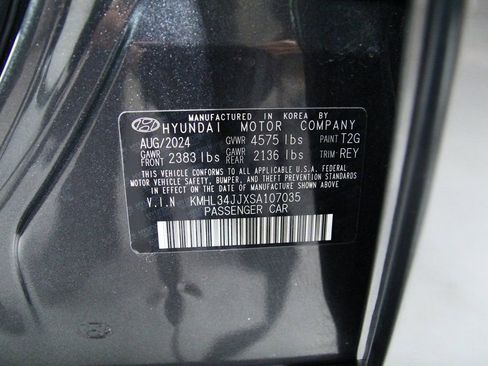 MANUFACTURED IN KOREA BY
HYUNDAI MOTOR COMPANY
AUG/2024 GVWR 4575 lbs PAINT T2G
GAWR FRONT 2383 lbs GAWR REAR 2136 lbs TRIM: REY
THIS VEHICLE CONFORMS TO ALL APPLICABLE U.S.A. FEDERAL
MOTOR VEHICLE SAFETY, BUMPER, AND THEFT PREVENTION STANDARDS
IN EFFECT ON THE DATE OF MANUFACTURE SHOWN ABOVE.
V.I.N KMHL34JJXSA107035
PASSENGER CAR